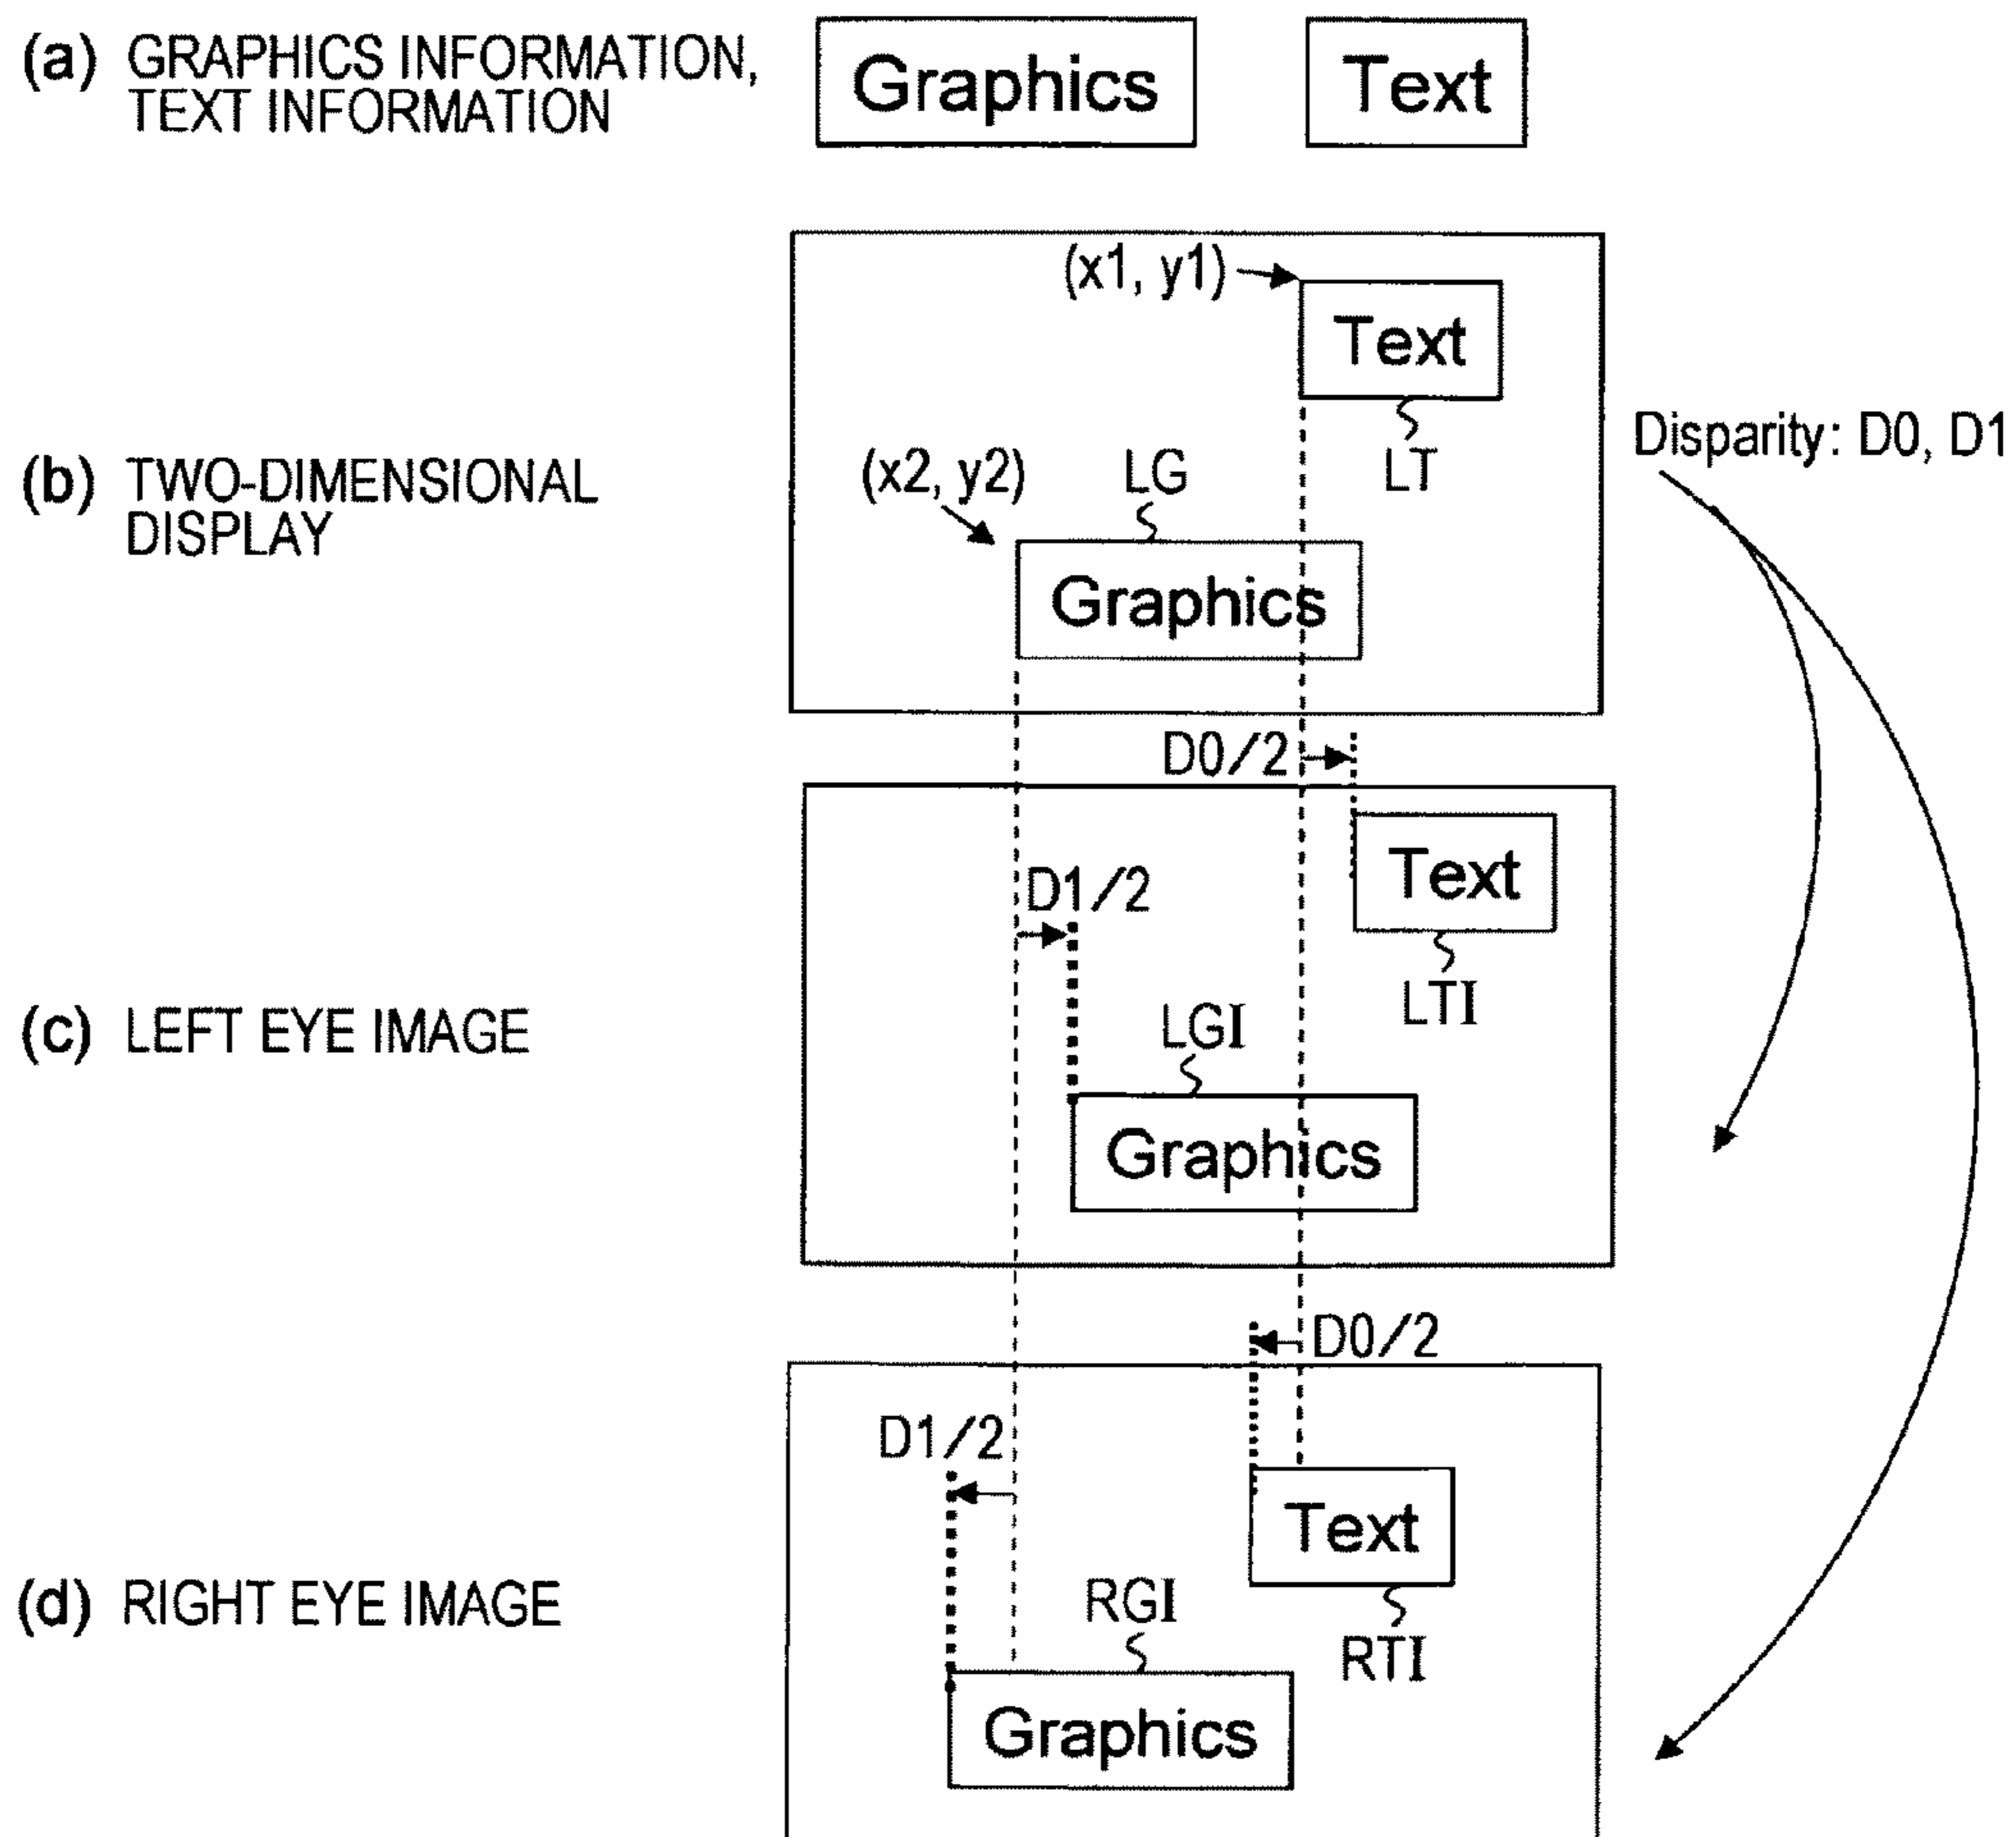 (a) GRAPHICS INFORMATION,
TEXT INFORMATION
Graphics
Text
(x1, y1)
Text
LT
Disparity: D0, D1
(b) TWO-DIMENSIONAL
DISPLAY
(x2, y2)
LG
Graphics
D0/2
Text
D1/2
LTI
(c) LEFT EYE IMAGE
LGI
Graphics
D0/2
D1/2
Text
(d) RIGHT EYE IMAGE
RGI
RTI
Graphics